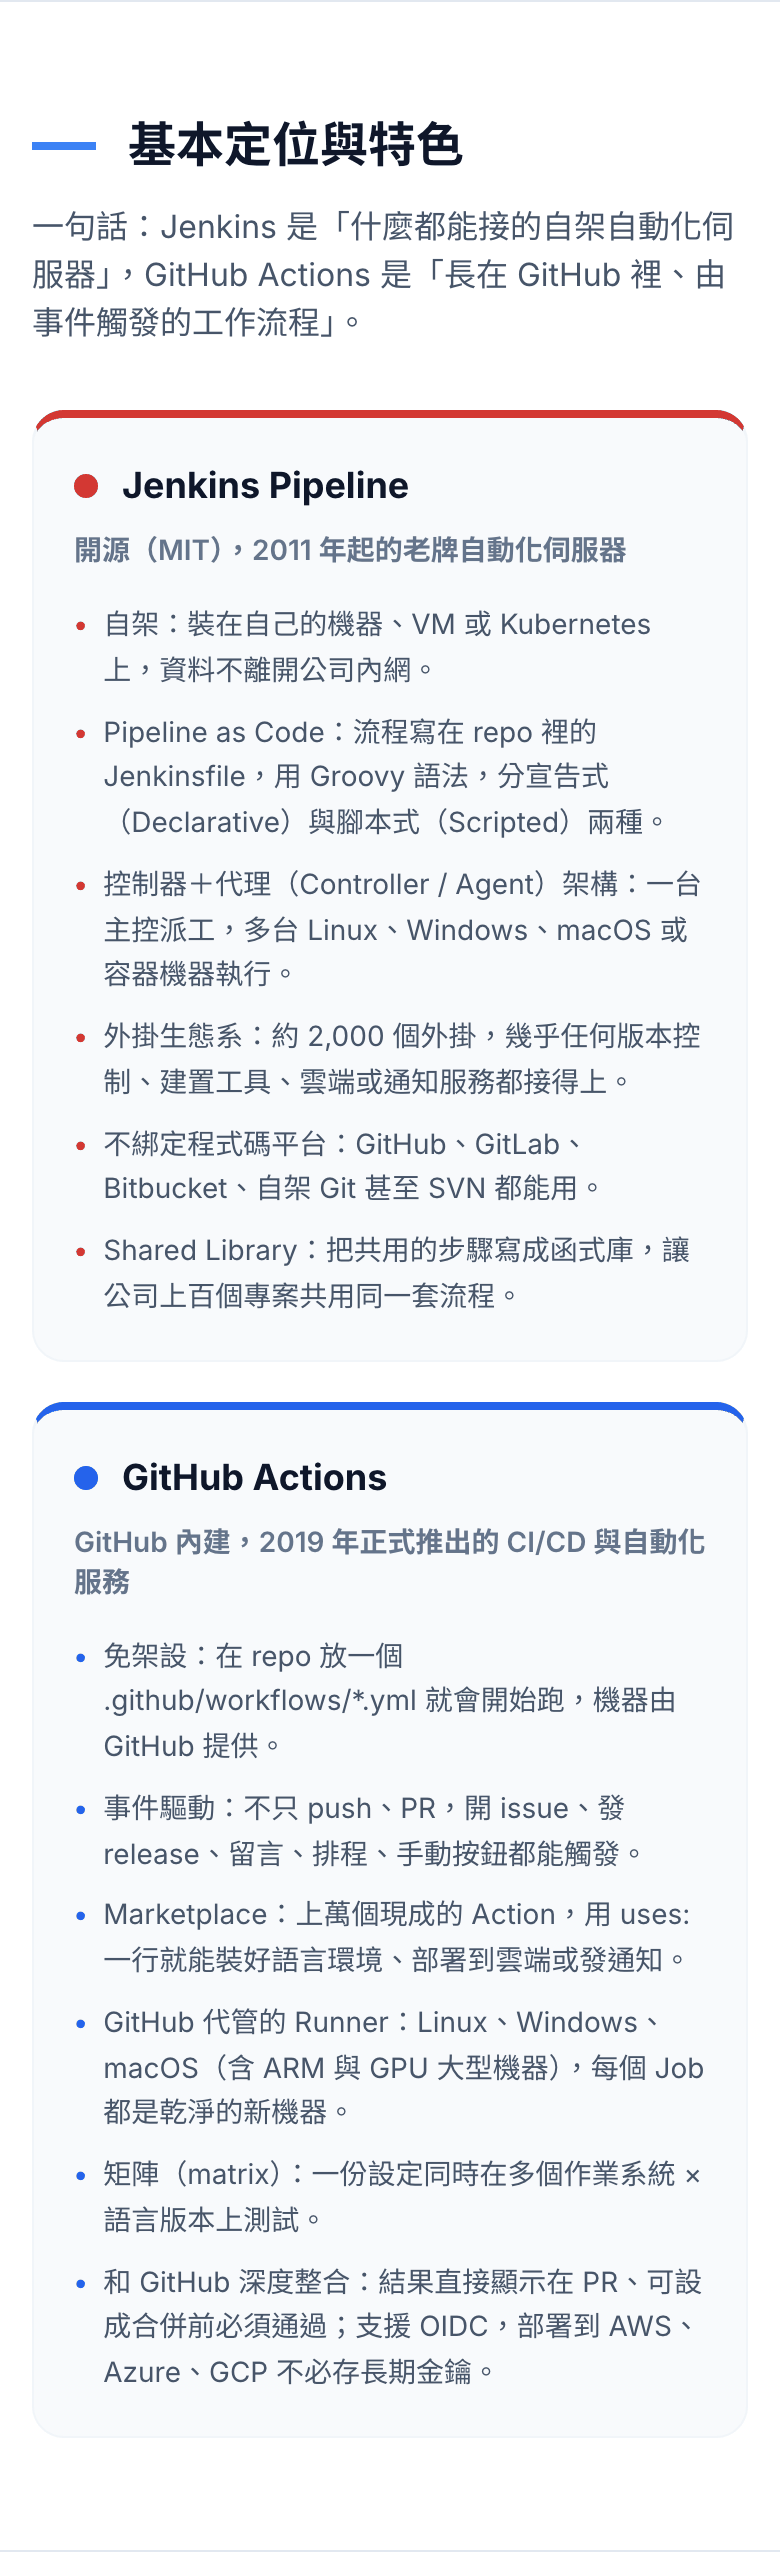 基本定位與特色
一句話：Jenkins 是「什麼都能接的自架自動化伺
服器」，GitHub Actions 是「長在 GitHub 裡、由
事件觸發的工作流程」。
Jenkins Pipeline
開源（MIT），2011 年起的老牌自動化伺服器
• 自架：裝在自己的機器、VM 或 Kubernetes
上，資料不離開公司內網。
• Pipeline as Code：流程寫在 repo 裡的
Jenkinsfile，用 Groovy 語法，分宣告式
（Declarative）與腳本式（Scripted）兩種。
• 控制器＋代理（Controller / Agent）架構：一台
主控派工，多台 Linux、Windows、macOS 或
容器機器執行。
• 外掛生態系：約 2,000 個外掛，幾乎任何版本控
制、建置工具、雲端或通知服務都接得上。
• 不綁定程式碼平台：GitHub、GitLab、
Bitbucket、自架 Git 甚至 SVN 都能用。
• Shared Library：把共用的步驟寫成函式庫，讓
公司上百個專案共用同一套流程。
GitHub Actions
GitHub 內建，2019 年正式推出的 CI/CD 與自動化
服務
• 免架設：在 repo 放一個
.github/workflows/*.yml 就會開始跑，機器由
GitHub 提供。
• 事件驅動：不只 push、PR，開 issue、發
release、留言、排程、手動按鈕都能觸發。
• Marketplace：上萬個現成的 Action，用 uses:
一行就能裝好語言環境、部署到雲端或發通知。
• GitHub 代管的 Runner：Linux、Windows、
macOS（含 ARM 與 GPU 大型機器），每個 Job
都是乾淨的新機器。
• 矩陣（matrix）：一份設定同時在多個作業系統 ×
語言版本上測試。
• 和 GitHub 深度整合：結果直接顯示在 PR、可設
成合併前必須通過；支援 OIDC，部署到 AWS、
Azure、GCP 不必存長期金鑰。